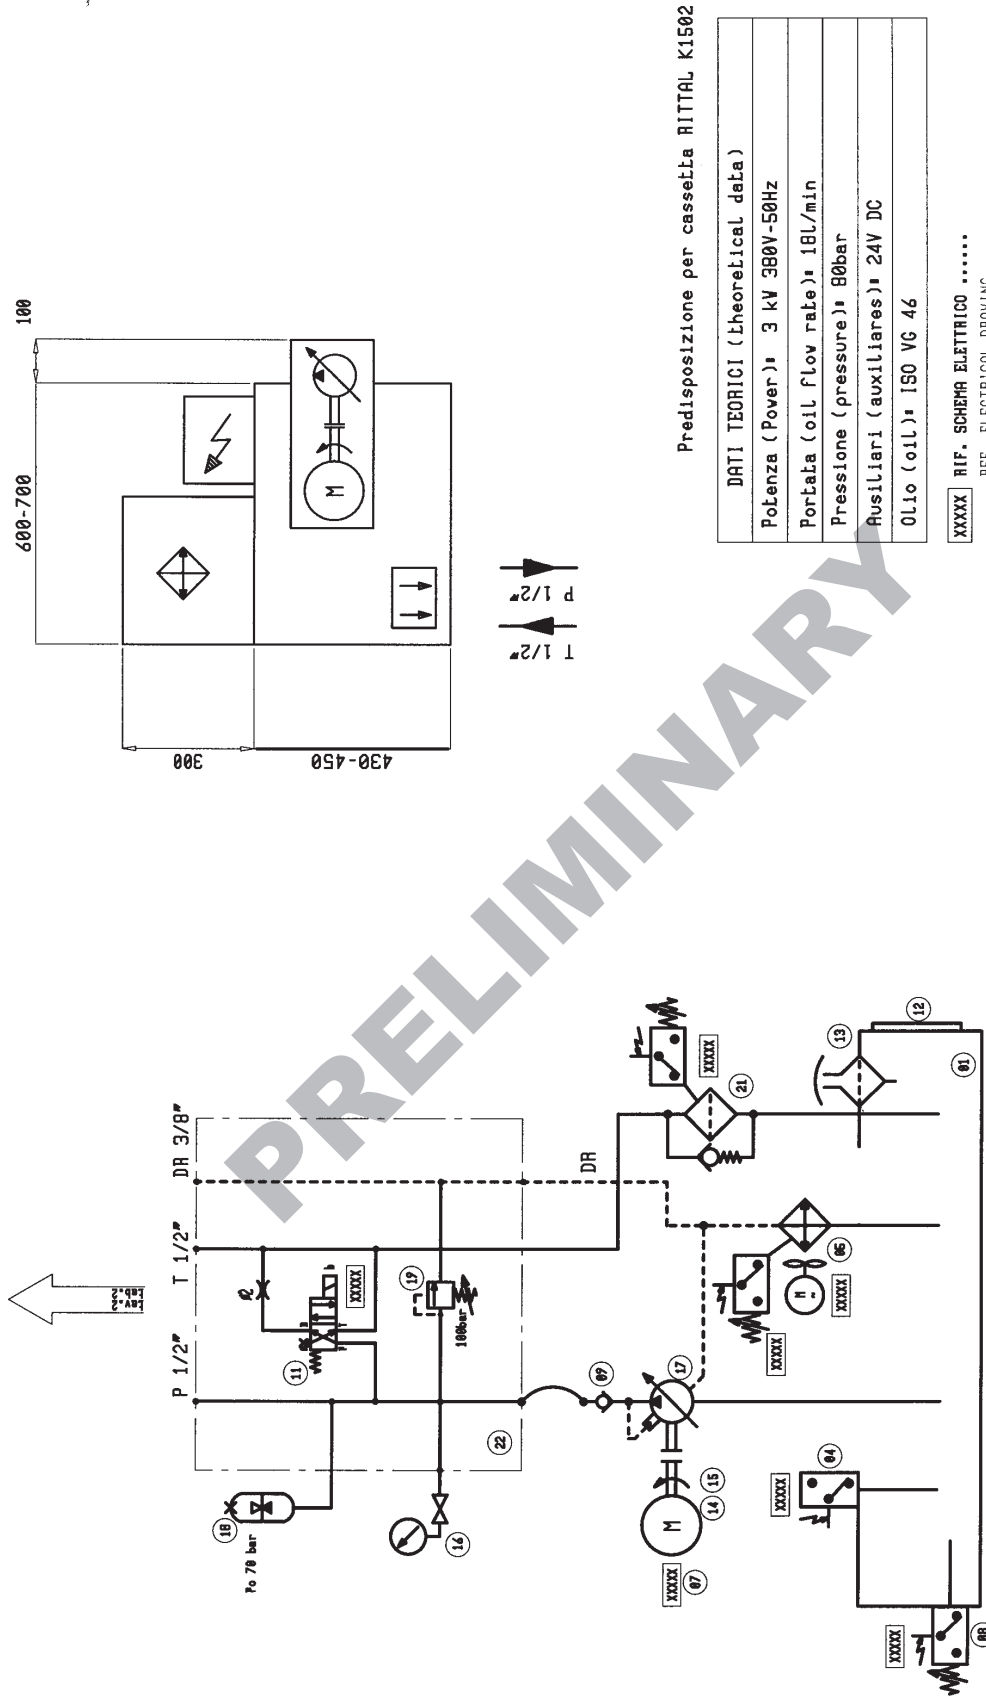 600-700
100
300
430-450
M
T 1/2"
P 1/2"
Predisposizione per cassetta RITTAL K1502
DATI TEORICI (theoretical data)
Potenza (Power): 3 kW 380V-50Hz
Portata (oil flow rate): 18l/min
Pressione (pressure): 80bar
Ausiliari (auxiliares): 24V DC
Olio (oil): ISO VG 46
XXXXX RIF. SCHEMA ELETTRICO ......
PRELIMINARY
P 1/2"
T 1/2"
DR 3/8"
b
XXXXX
11
19
100bar
22
18
Po 70 bar
16
DR
09
17
M
14
15
XXXXX
07
XXXXX
21
13
12
01
XXXXX
M
~
XXXXX
06
XXXXX
04
XXXXX
08